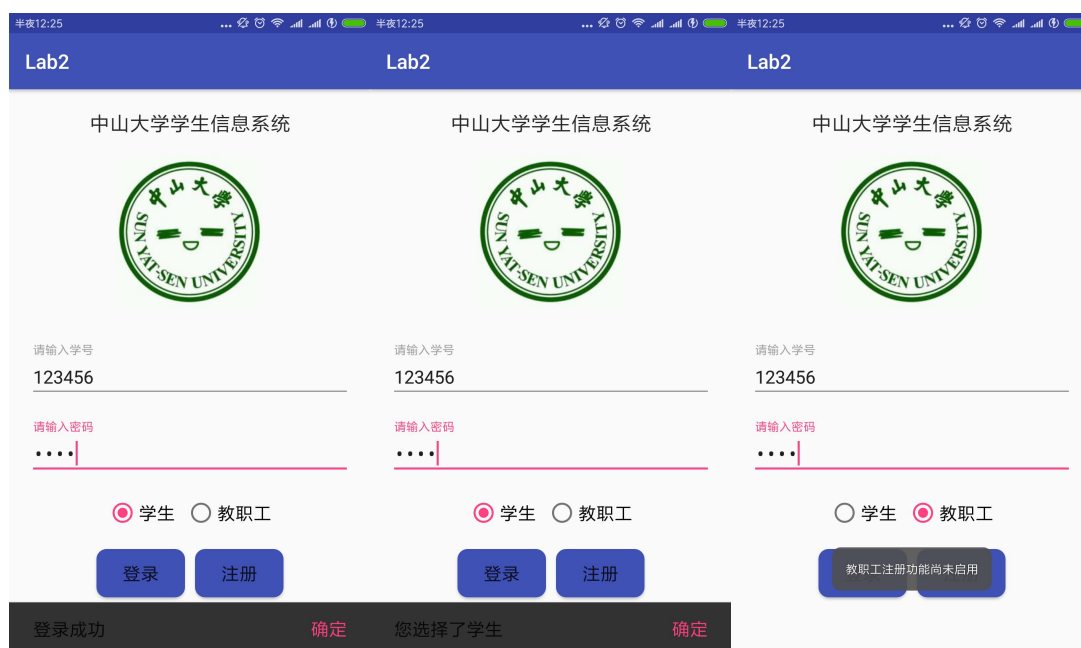 半夜12:25
Lab2
中山大学学生信息系统
中山大學
SUN YAT-SEN UNIVERSITY
请输入学号
123456
请输入密码
••••
学生 教职工
登录 注册
登录成功 确定
半夜12:25
Lab2
中山大学学生信息系统
中山大學
SUN YAT-SEN UNIVERSITY
请输入学号
123456
请输入密码
••••
学生 教职工
登录 注册
您选择了学生 确定
半夜12:25
Lab2
中山大学学生信息系统
中山大學
SUN YAT-SEN UNIVERSITY
请输入学号
123456
请输入密码
••••
学生 教职工
教职工注册功能尚未启用